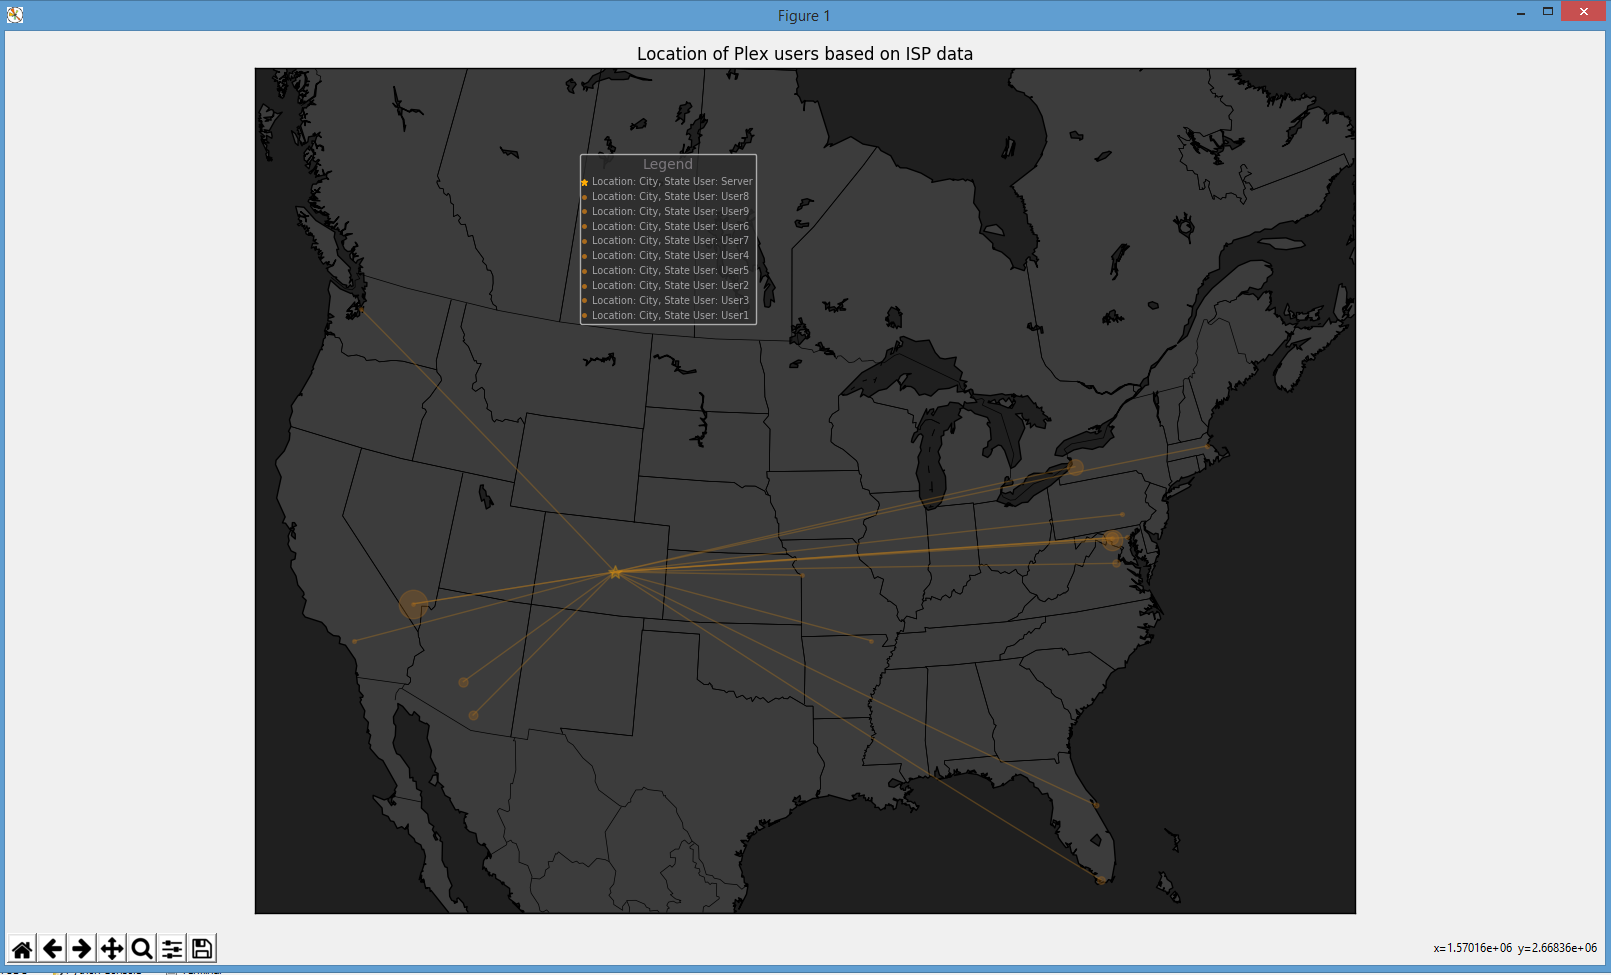 Figure 1
Location of Plex users based on ISP data
Legend
Location: City, State User: Server
Location: City, State User: User8
Location: City, State User: User9
Location: City, State User: User6
Location: City, State User: User7
Location: City, State User: User4
Location: City, State User: User5
Location: City, State User: User2
Location: City, State User: User3
Location: City, State User: User1
x=1.57016e+06 y=2.66836e+06